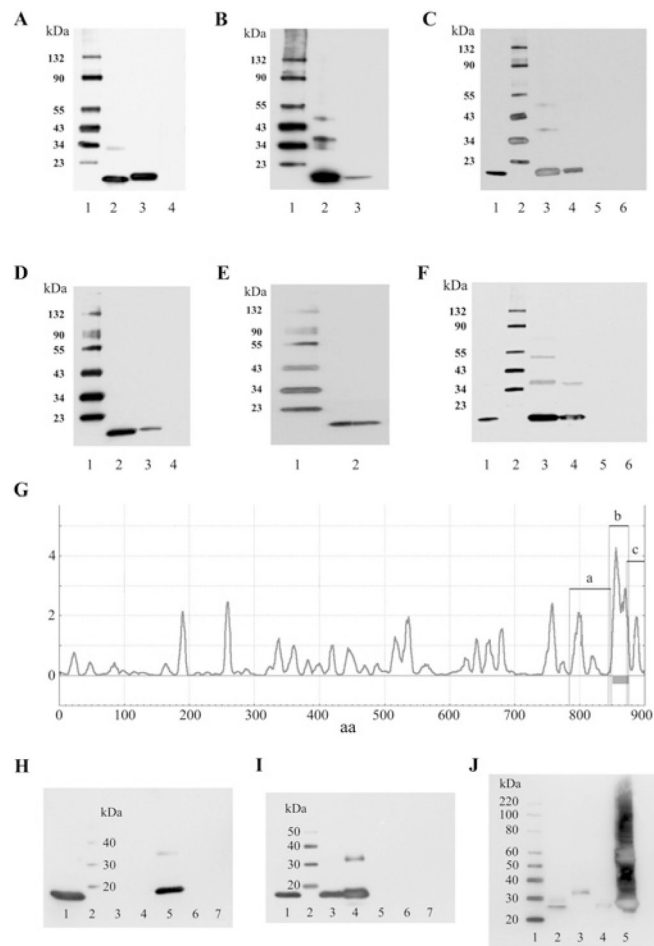 A B C
kDa kDa kDa
132 132 132
90 90 90
55 55 55
43 43 43
34 34 34
23 23 23
1 2 3 4 1 2 3 1 2 3 4 5 6
D E F
kDa kDa kDa
132 132 132
90 90 90
55 55 55
43 43 43
34 34 34
23 23 23
1 2 3 4 1 2 1 2 3 4 5 6
G
b
c
a
4
2
0
0 100 200 300 400 500 600 700 800 900
aa
H I J
kDa kDa kDa
40 50 220
30 40 100
20 30 80
20 60
50
40
30
20
1 2 3 4 5 6 7 1 2 3 4 5 6 7 1 2 3 4 5